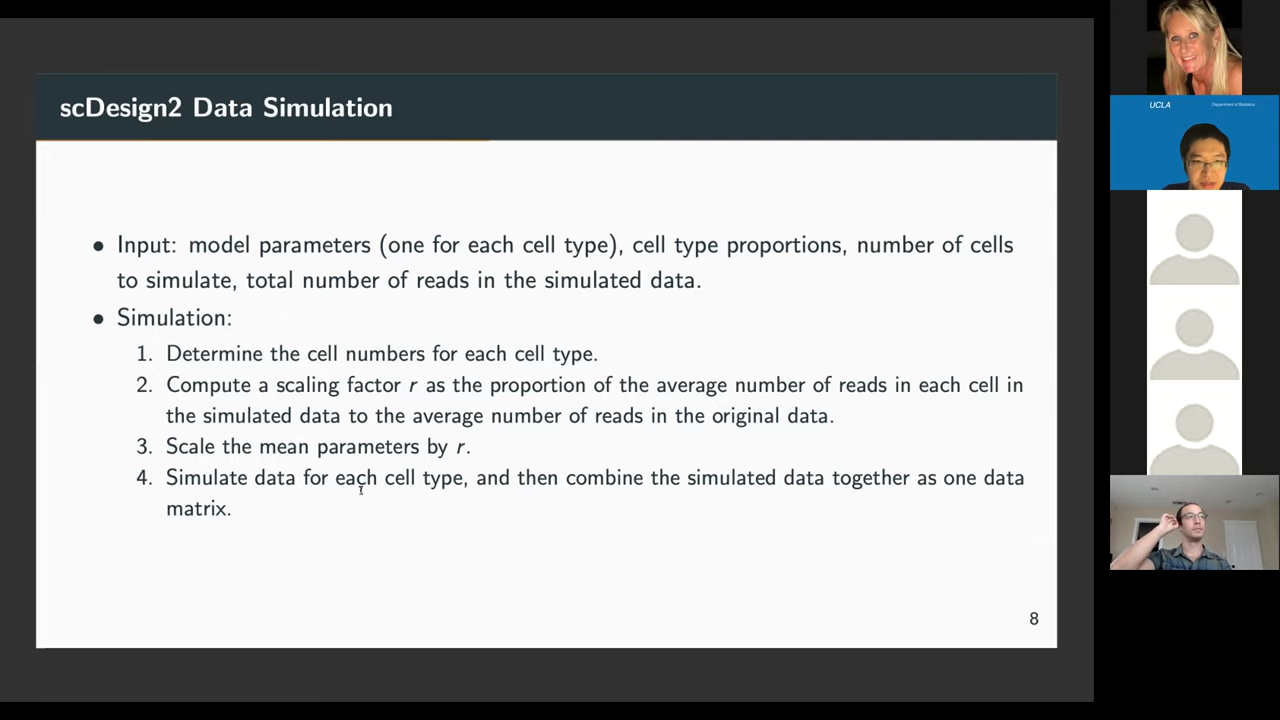 scDesign2 Data Simulation
• Input: model parameters (one for each cell type), cell type proportions, number of cells
to simulate, total number of reads in the simulated data.
• Simulation:
1. Determine the cell numbers for each cell type.
2. Compute a scaling factor r as the proportion of the average number of reads in each cell in
the simulated data to the average number of reads in the original data.
3. Scale the mean parameters by r.
4. Simulate data for each cell type, and then combine the simulated data together as one data
matrix.
8
UCLA
Department of Statistics